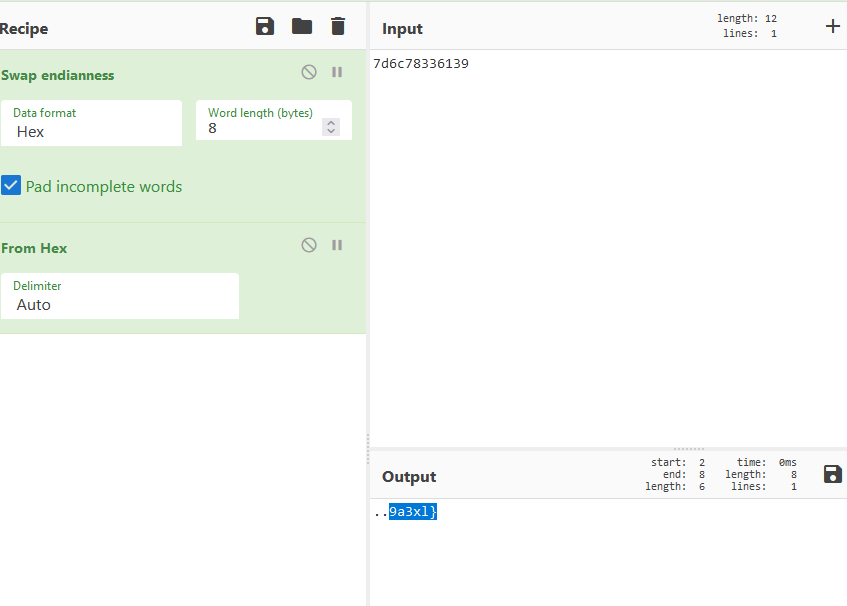 Recipe
Swap endianness
Data format
Hex
Word length (bytes)
8
Pad incomplete words
From Hex
Delimiter
Auto
Input
length: 12
lines: 1
7d6c78336139
Output
start: 2
end: 8
length: 6
time: 0ms
length: 8
lines: 1
..9a3xl}